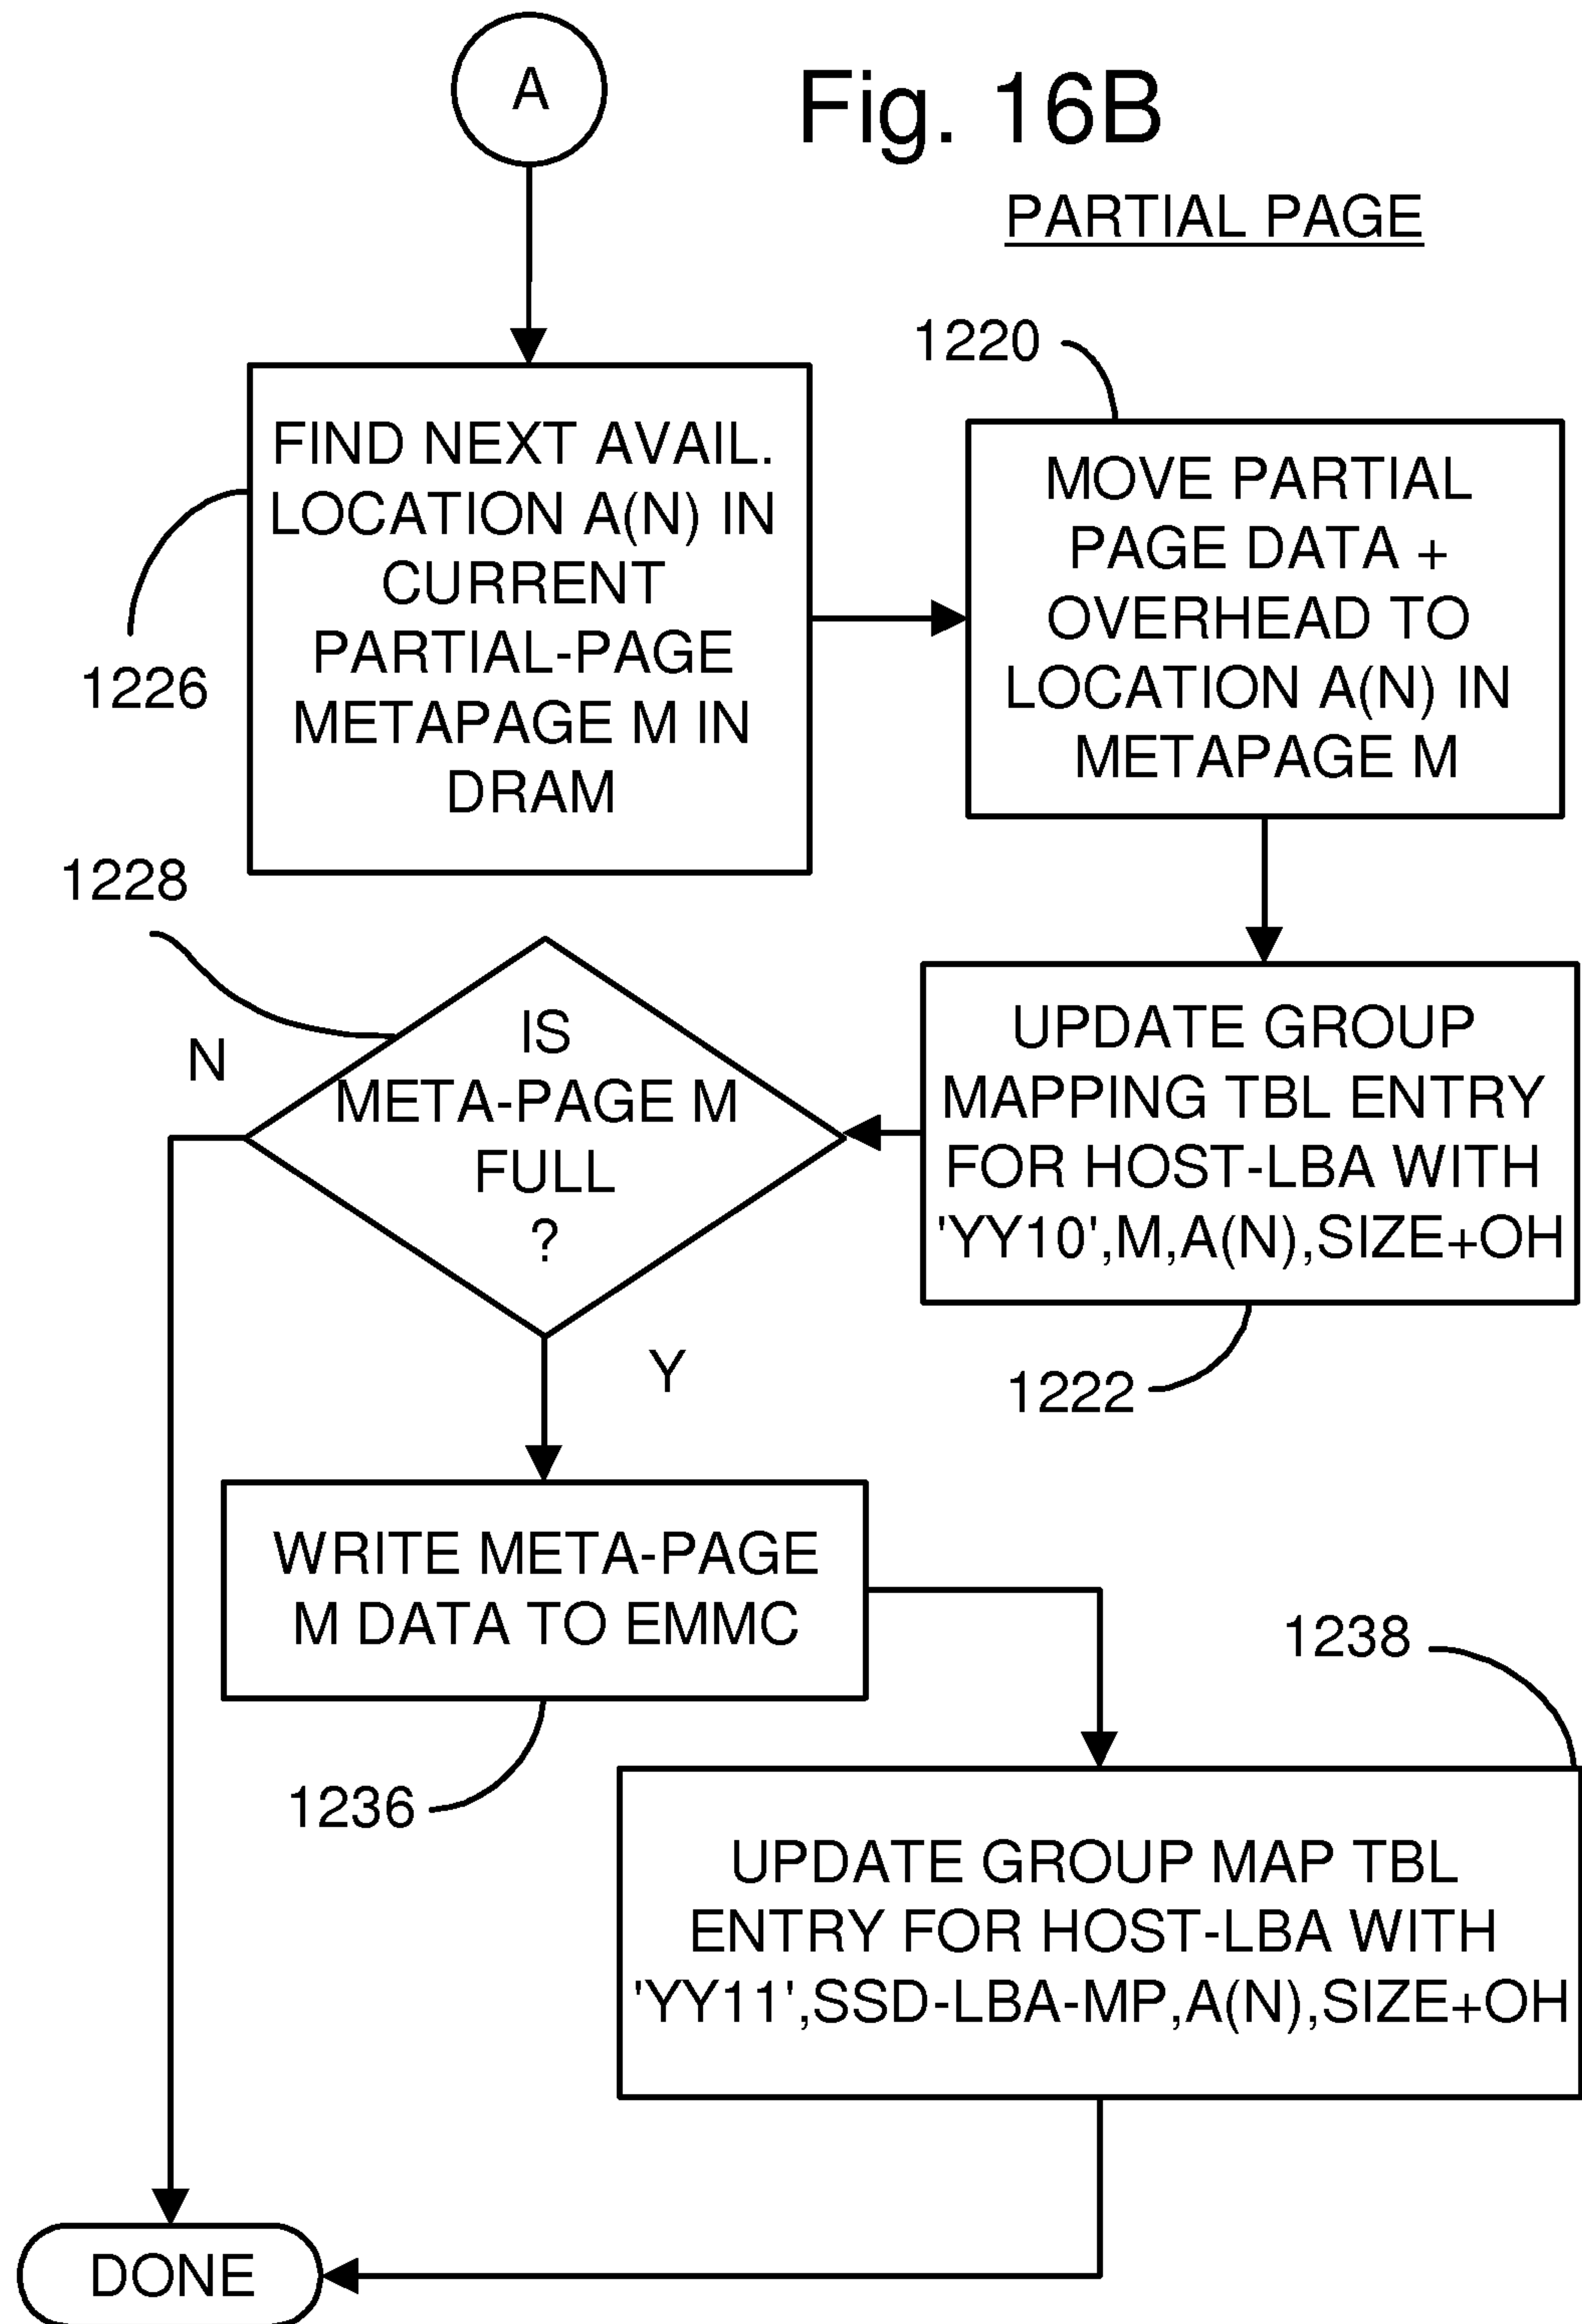 A
Fig. 16B
PARTIAL PAGE
1220
FIND NEXT AVAIL.
LOCATION A(N) IN
CURRENT
PARTIAL-PAGE
METAPAGE M IN
DRAM
1226
MOVE PARTIAL
PAGE DATA +
OVERHEAD TO
LOCATION A(N) IN
METAPAGE M
1228
N
IS
META-PAGE M
FULL
?
Y
UPDATE GROUP
MAPPING TBL ENTRY
FOR HOST-LBA WITH
'YY10',M,A(N),SIZE+OH
1222
WRITE META-PAGE
M DATA TO EMMC
1236
1238
UPDATE GROUP MAP TBL
ENTRY FOR HOST-LBA WITH
'YY11',SSD-LBA-MP,A(N),SIZE+OH
DONE